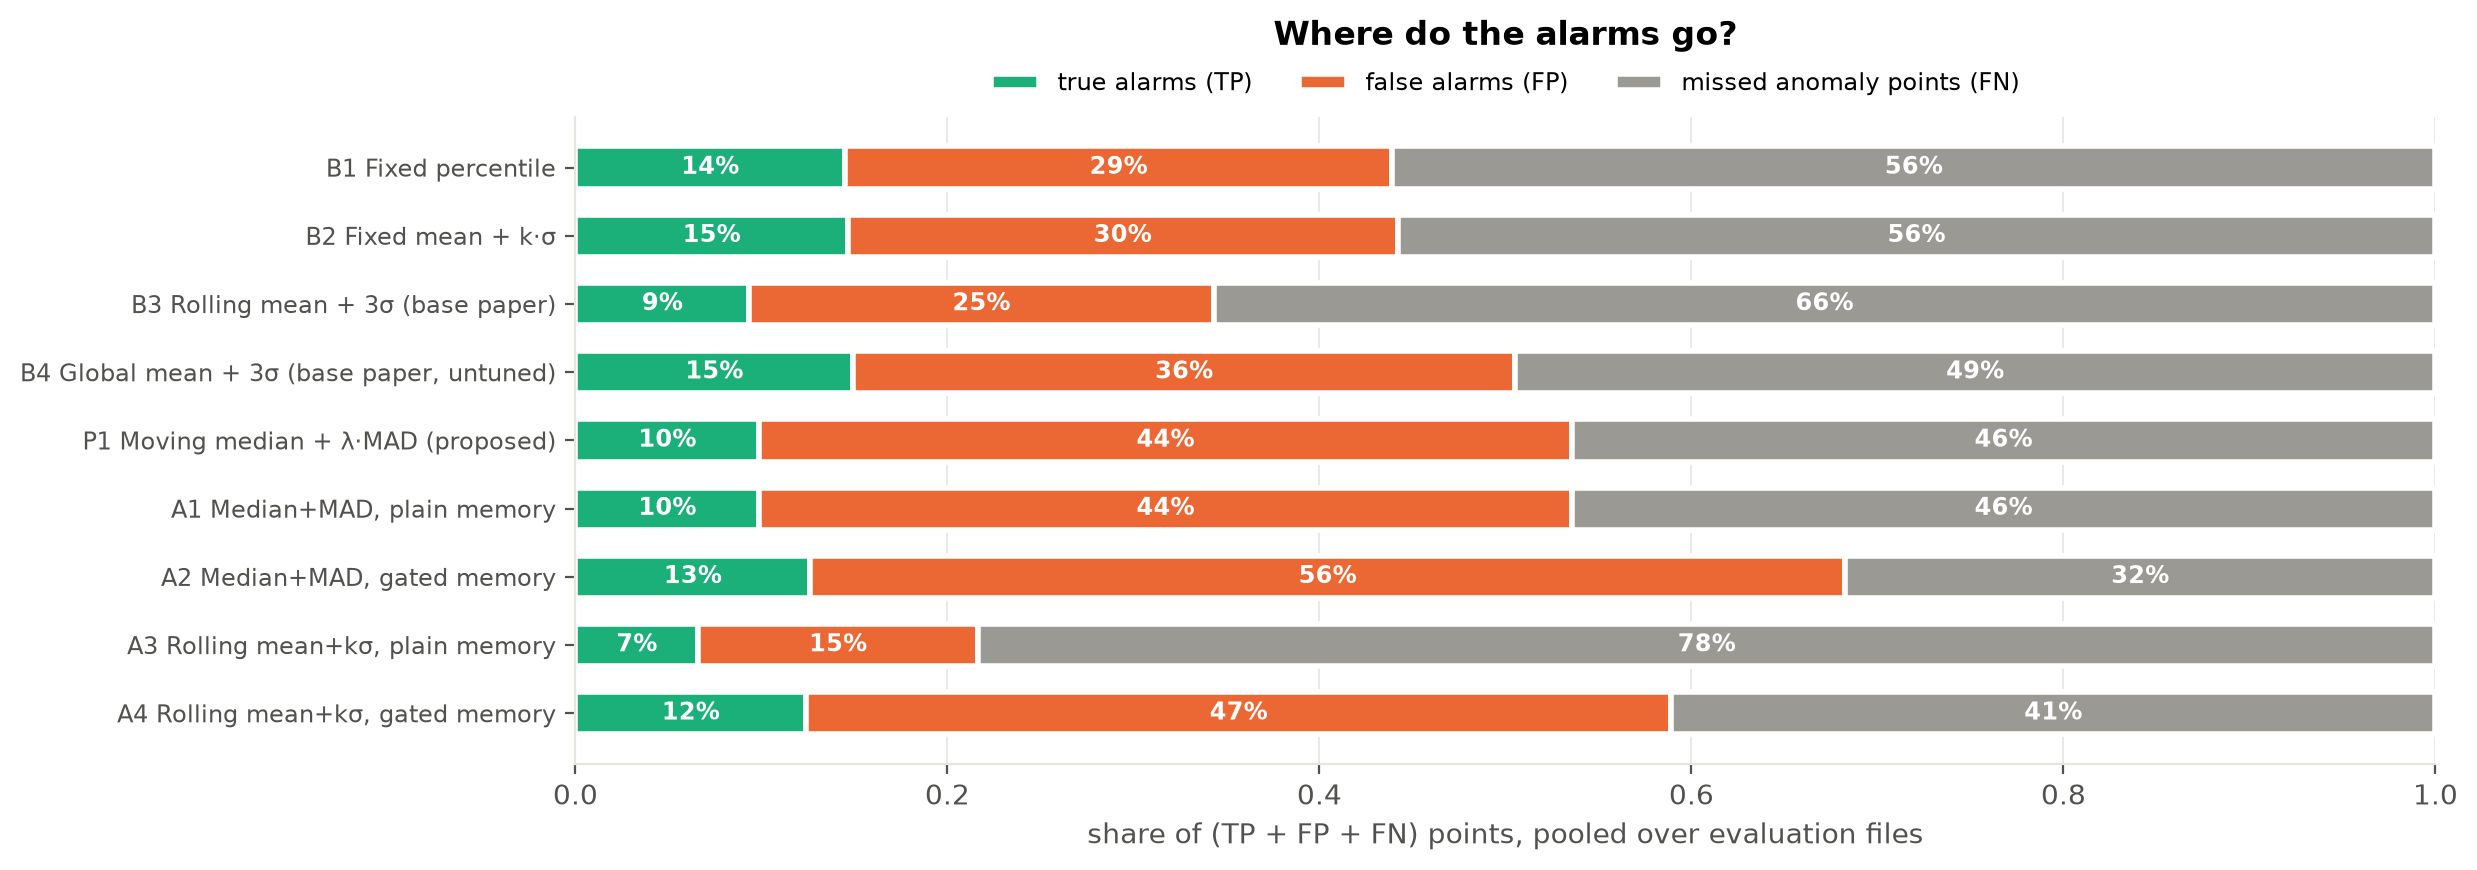 Where do the alarms go?
true alarms (TP) false alarms (FP) missed anomaly points (FN)
B1 Fixed percentile 14% 29% 56%
B2 Fixed mean + k·σ 15% 30% 56%
B3 Rolling mean + 3σ (base paper) 9% 25% 66%
B4 Global mean + 3σ (base paper, untuned) 15% 36% 49%
P1 Moving median + λ·MAD (proposed) 10% 44% 46%
A1 Median+MAD, plain memory 10% 44% 46%
A2 Median+MAD, gated memory 13% 56% 32%
A3 Rolling mean+kσ, plain memory 7% 15% 78%
A4 Rolling mean+kσ, gated memory 12% 47% 41%
0.0 0.2 0.4 0.6 0.8 1.0
share of (TP + FP + FN) points, pooled over evaluation files